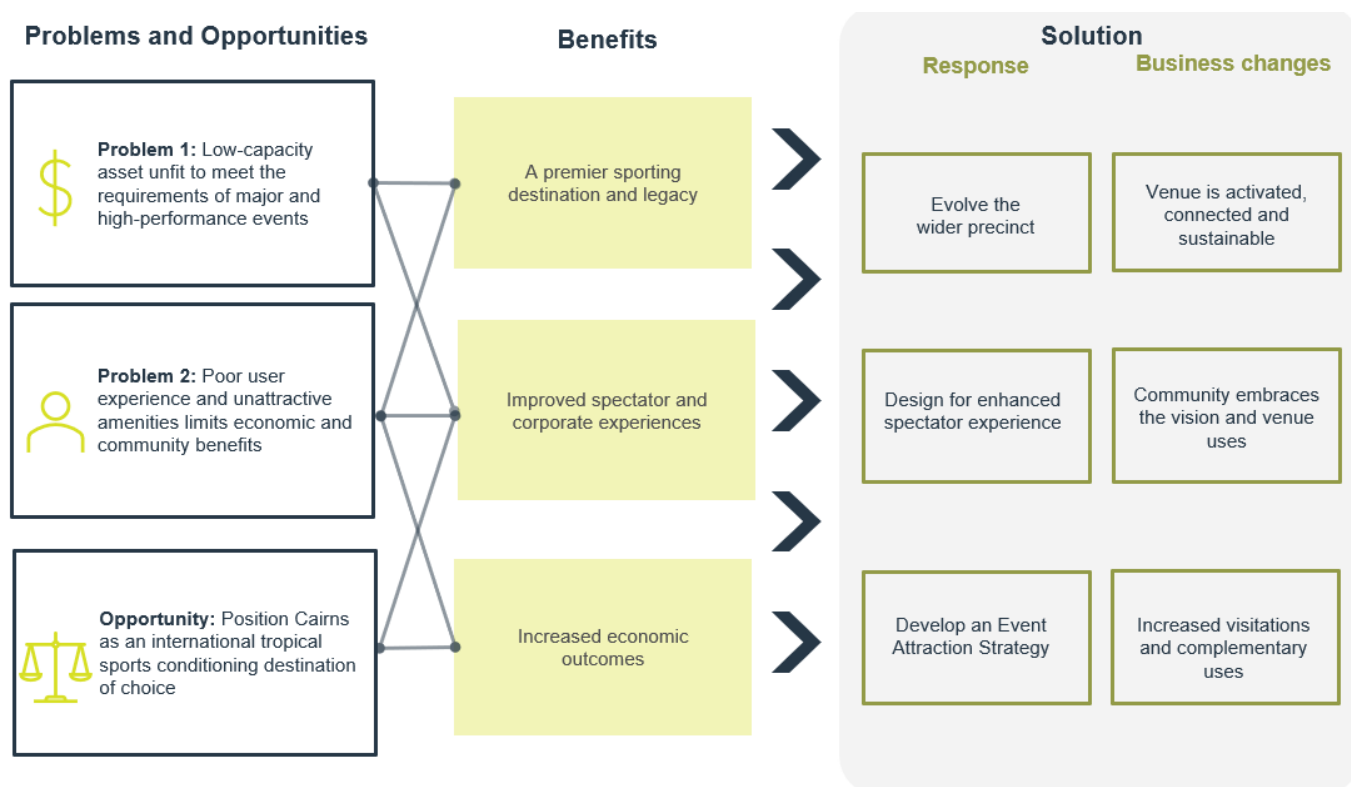 Problems and Opportunities
Benefits
Solution
Response
Business changes
Problem 1: Low-capacity
asset unfit to meet the
requirements of major and
high-performance events
A premier sporting
destination and legacy
Evolve the
wider precinct
Venue is activated,
connected and
sustainable
Problem 2: Poor user
experience and unattractive
amenities limits economic and
community benefits
Improved spectator and
corporate experiences
Design for enhanced
spectator experience
Community embraces
the vision and venue
uses
Opportunity: Position Cairns
as an international tropical
sports conditioning destination
of choice
Increased economic
outcomes
Develop an Event
Attraction Strategy
Increased visitations
and complementary
uses